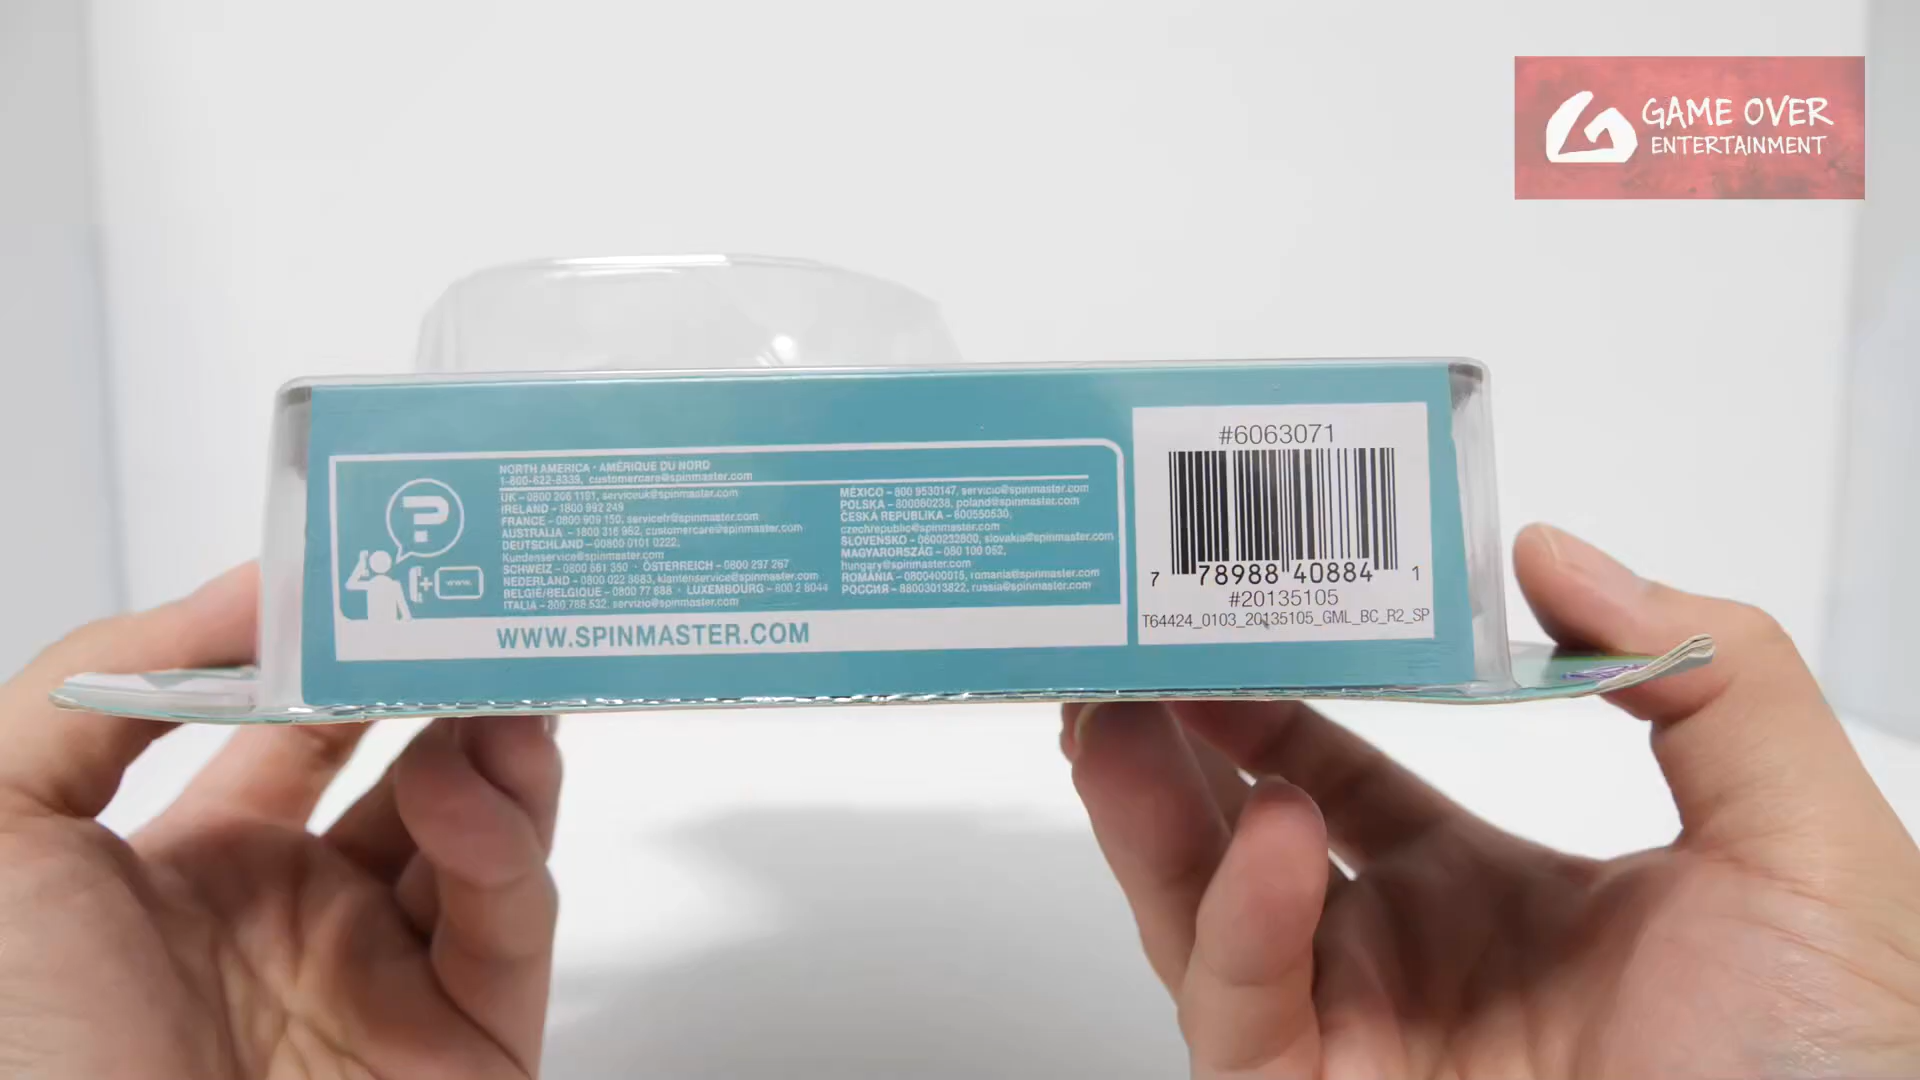 GAME OVER
ENTERTAINMENT
NORTH AMERICA · AMÉRIQUE DU NORD
1-800-622-8339, customercare@spinmaster.com
UK – 0800 206 1191, serviceuk@spinmaster.com
IRELAND – 1800 992 249
FRANCE – 0800 909 150, servicefr@spinmaster.com
AUSTRALIA – 1800 316 982, customercare@spinmaster.com
DEUTSCHLAND – 00800 0101 0222,
Kundenservice@spinmaster.com
SCHWEIZ – 0800 561 350 · ÖSTERREICH – 0800 297 267
NEDERLAND – 0800 022 3683, klantenservice@spinmaster.com
BELGIË/BELGIQUE – 0800 77 688 · LUXEMBOURG – 800 2 8044
ITALIA – 800 788 532, servizio@spinmaster.com
MÉXICO – 800 9530147, servicio@spinmaster.com
POLSKA – 800060238, poland@spinmaster.com
ČESKÁ REPUBLIKA – 800550530,
czechrepublic@spinmaster.com
SLOVENSKO – 0800232800, slovakia@spinmaster.com
MAGYARORSZÁG – 080 100 052,
hungary@spinmaster.com
ROMÂNIA – 0800400015, romania@spinmaster.com
РОССИЯ – 88003013822, russia@spinmaster.com
?
+ www.
WWW.SPINMASTER.COM
#6063071
7 78988 40884 1
#20135105
T64424_0103_20135105_GML_BC_R2_SP